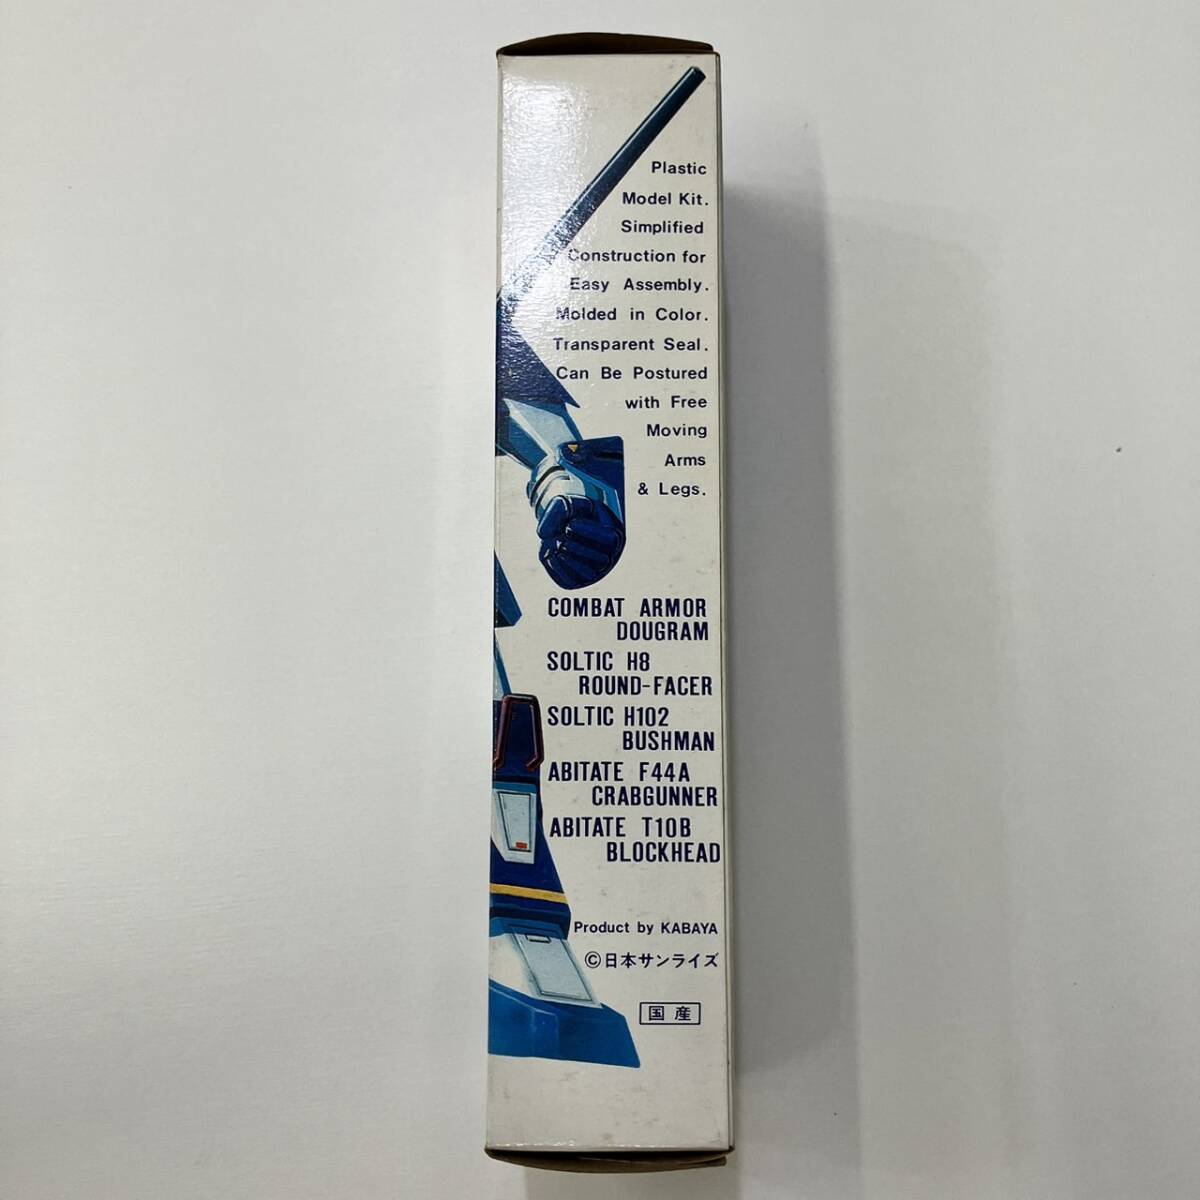 Plastic
Model Kit.
Simplified
Construction for
Easy Assembly.
Molded in Color.
Transparent Seal.
Can Be Postured
with Free
Moving
Arms
& Legs.
COMBAT ARMOR
DOUGRAM
SOLTIC H8
ROUND-FACER
SOLTIC H102
BUSHMAN
ABITATE F44A
CRABGUNNER
ABITATE T10B
BLOCKHEAD
Product by KABAYA
©日本サンライズ
国産